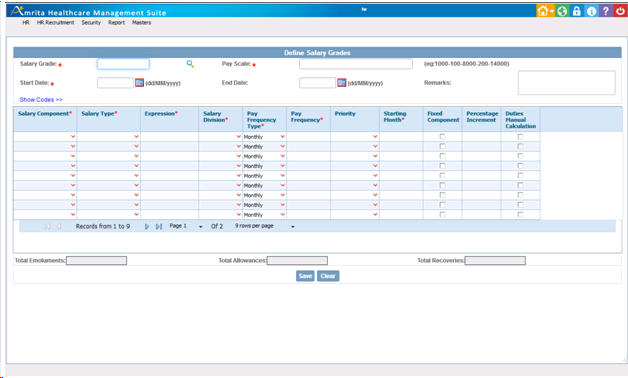 Amrita Healthcare Management Suite
hr
HR HR Recruitment Security Report Masters
Define Salary Grades
Salary Grade: * Pay Scale: * (eg:1000-100-8000-200-14000)
Start Date: * (dd/MM/yyyy) End Date: (dd/MM/yyyy) Remarks:
Show Codes >>
Salary Component* Salary Type* Expression* Salary Division* Pay Frequency Type* Pay Frequency* Priority Starting Month* Fixed Component Percentage Increment Duties Manual Calculation
Monthly
Monthly
Monthly
Monthly
Monthly
Monthly
Monthly
Monthly
Monthly
Records from 1 to 9 Page 1 Of 2 9 rows per page
Total Emoluments: Total Allowances: Total Recoveries:
Save Clear